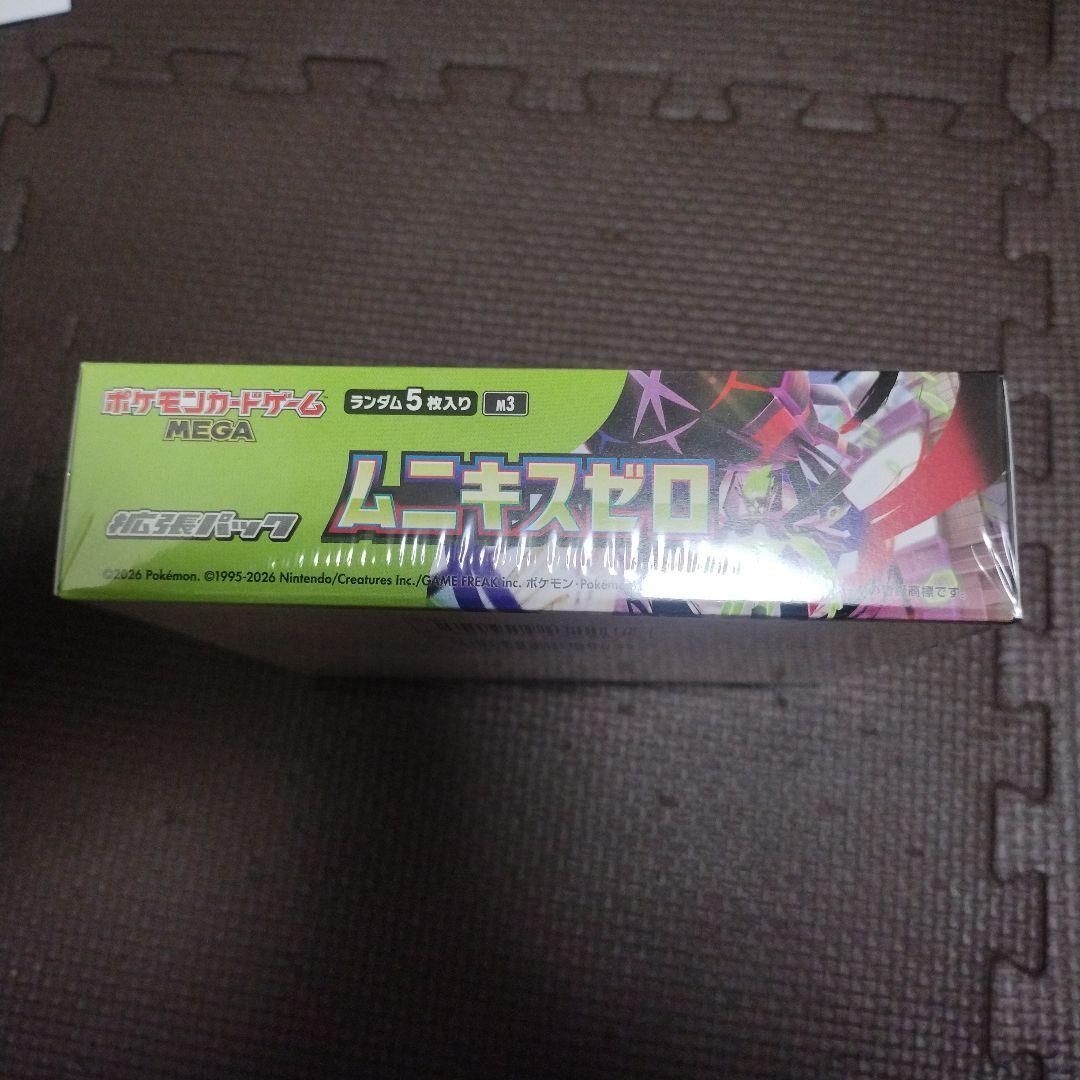 ポケモンカードゲーム
MEGA
ランダム5枚入り M3
ムニキスゼロ
拡張パック
©2026 Pokémon. ©1995-2026 Nintendo/Creatures Inc./GAME FREAK inc. ポケモン・Pokém
商標です。